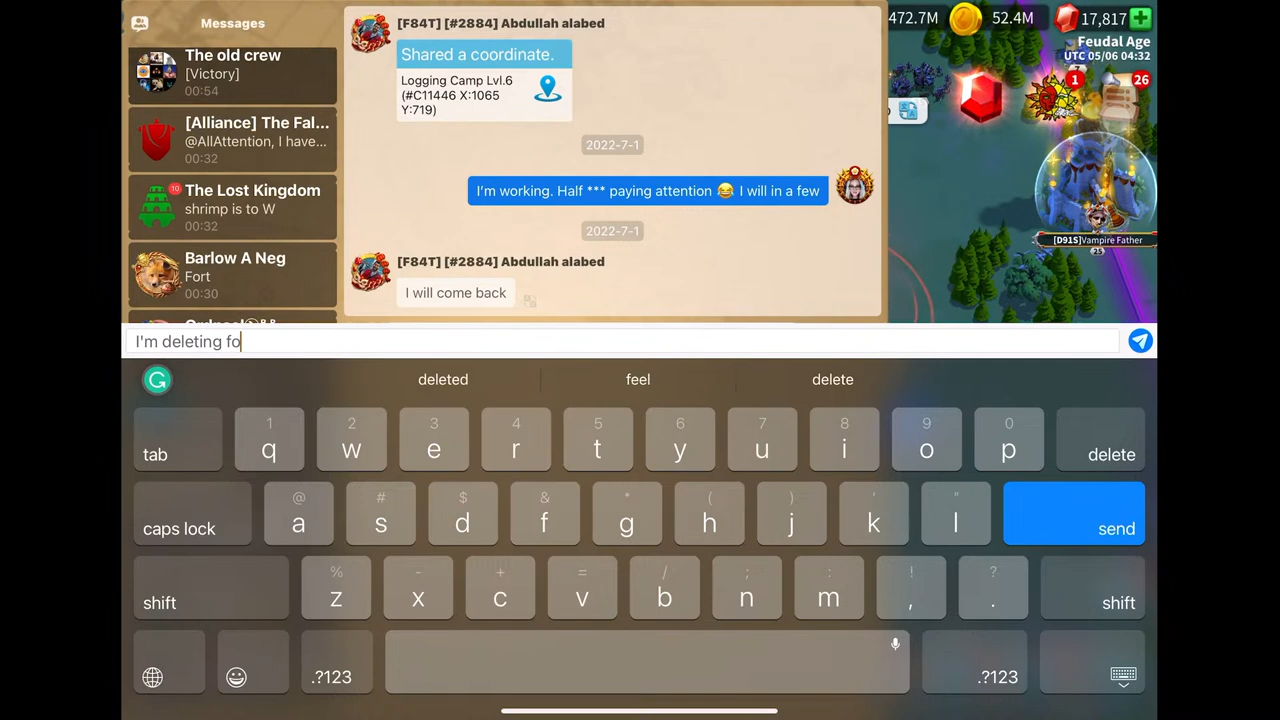 Messages
The old crew
[Victory]
00:54
[Alliance] The Fal...
@AllAttention, I have...
00:32
10
The Lost Kingdom
shrimp is to W
00:32
Barlow A Neg
Fort
00:30
[F84T] [#2884] Abdullah alabed
Shared a coordinate.
Logging Camp Lvl.6
(#C11446 X:1065
Y:719)
2022-7-1
I'm working. Half *** paying attention 😂 I will in a few
2022-7-1
[F84T] [#2884] Abdullah alabed
I will come back
472.7M
52.4M
17,817
Feudal Age
UTC 05/06 04:32
1
26
[D91S]Vampire Father
25
I'm deleting fo
deleted
feel
delete
tab
1 2 3 4 5 6 7 8 9 0
q w e r t y u i o p
delete
caps lock
@ # $ & * ( ) ' "
a s d f g h j k l
send
shift
% - + = / ; : ! ?
z x c v b n m , .
shift
.?123
.?123